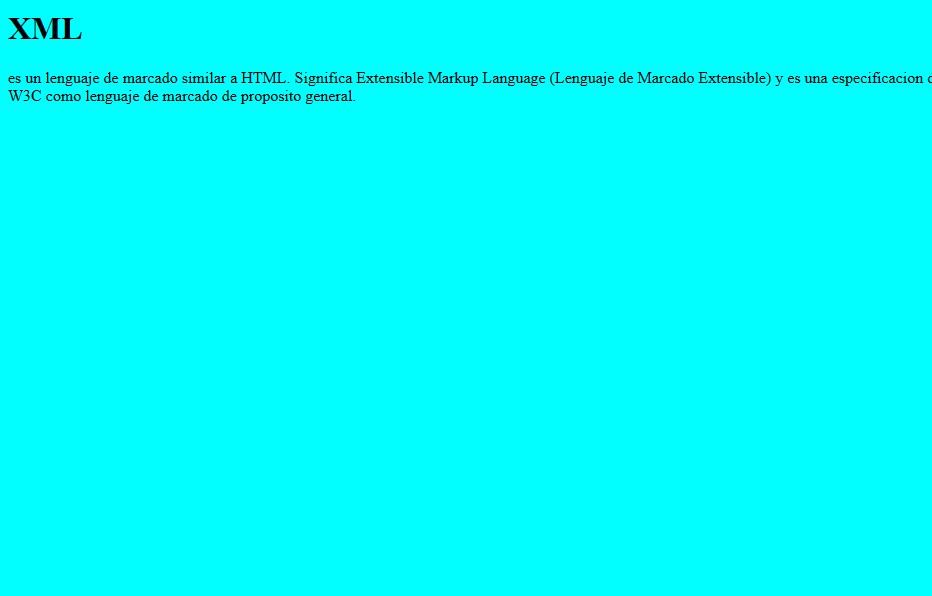 XML
es un lenguaje de marcado similar a HTML. Significa Extensible Markup Language (Lenguaje de Marcado Extensible) y es una especificacion
W3C como lenguaje de marcado de proposito general.